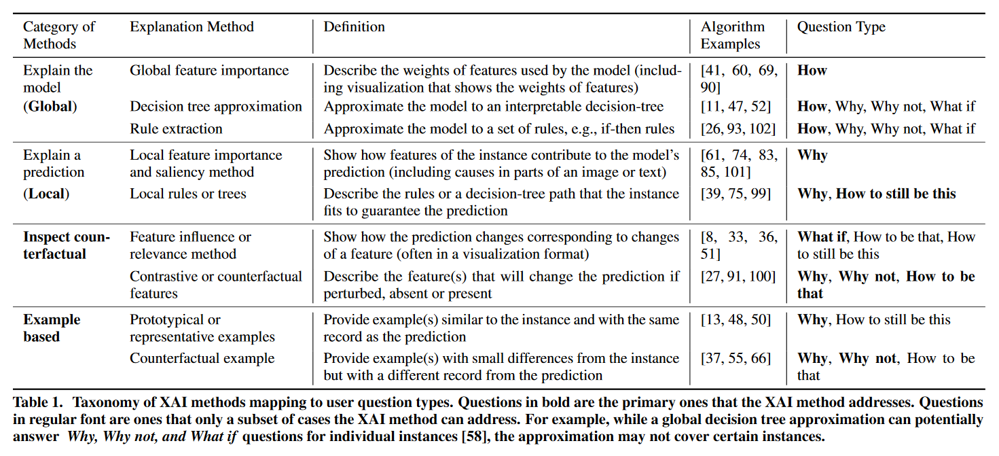 Category of Methods | Explanation Method | Definition | Algorithm Examples | Question Type
Explain the model (Global) | Global feature importance | Describe the weights of features used by the model (including visualization that shows the weights of features) | [41, 60, 69, 90] | How
Decision tree approximation | Approximate the model to an interpretable decision-tree | [11, 47, 52] | How, Why, Why not, What if
Rule extraction | Approximate the model to a set of rules, e.g., if-then rules | [26, 93, 102] | How, Why, Why not, What if
Explain a prediction (Local) | Local feature importance and saliency method | Show how features of the instance contribute to the model's prediction (including causes in parts of an image or text) | [61, 74, 83, 85, 101] | Why
Local rules or trees | Describe the rules or a decision-tree path that the instance fits to guarantee the prediction | [39, 75, 99] | Why, How to still be this
Inspect counterfactual | Feature influence or relevance method | Show how the prediction changes corresponding to changes of a feature (often in a visualization format) | [8, 33, 36, 51] | What if, How to be that, How to still be this
Contrastive or counterfactual features | Describe the feature(s) that will change the prediction if perturbed, absent or present | [27, 91, 100] | Why, Why not, How to be that
Example based | Prototypical or representative examples | Provide example(s) similar to the instance and with the same record as the prediction | [13, 48, 50] | Why, How to still be this
Counterfactual example | Provide example(s) with small differences from the instance but with a different record from the prediction | [37, 55, 66] | Why, Why not, How to be that
Table 1. Taxonomy of XAI methods mapping to user question types. Questions in bold are the primary ones that the XAI method addresses. Questions
in regular font are ones that only a subset of cases the XAI method can address. For example, while a global decision tree approximation can potentially
answer Why, Why not, and What if questions for individual instances [58], the approximation may not cover certain instances.